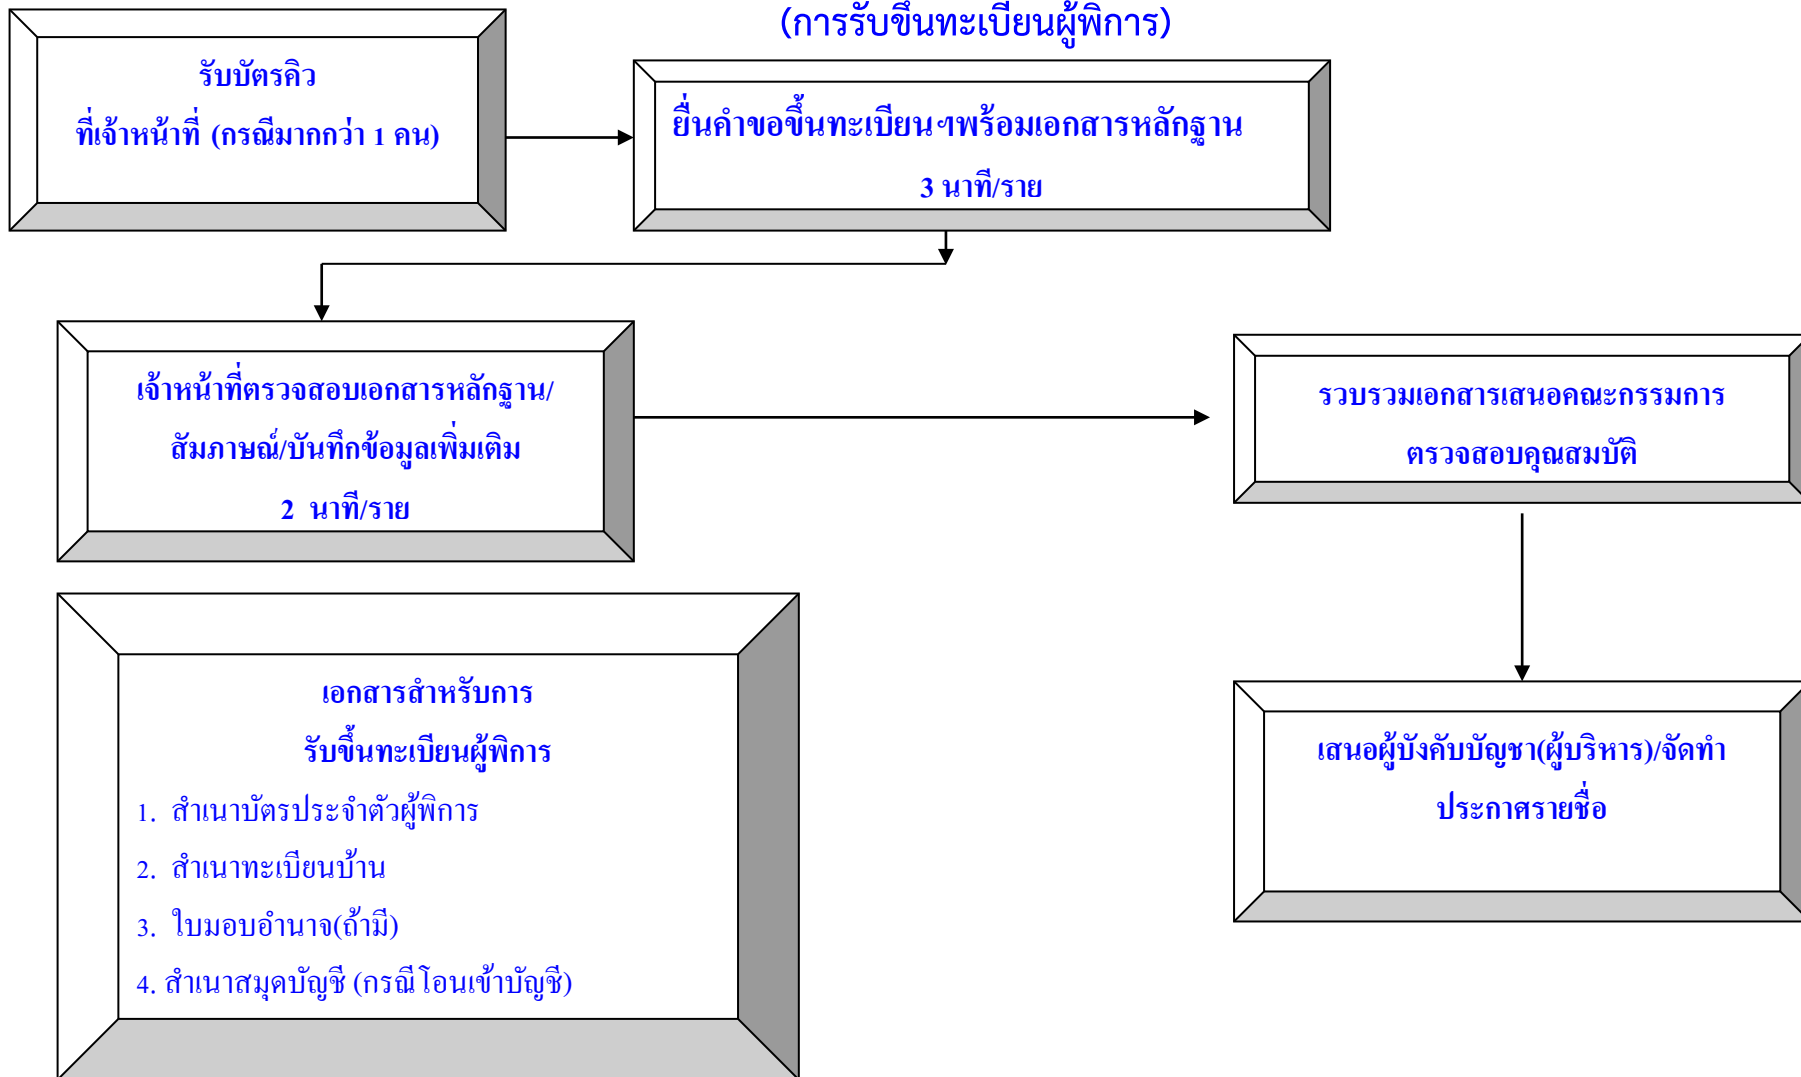 (การรับขึ้นทะเบียนผู้พิการ)
รับบัตรคิว
ที่เจ้าหน้าที่ (กรณีมากกว่า 1 คน)
ยื่นคำขอขึ้นทะเบียนฯพร้อมเอกสารหลักฐาน
3 นาที/ราย
เจ้าหน้าที่ตรวจสอบเอกสารหลักฐาน/
สัมภาษณ์/บันทึกข้อมูลเพิ่มเติม
2 นาที/ราย
รวบรวมเอกสารเสนอคณะกรรมการ
ตรวจสอบคุณสมบัติ
เสนอผู้บังคับบัญชา(ผู้บริหาร)/จัดทำ
ประกาศรายชื่อ
เอกสารสำหรับการ
รับขึ้นทะเบียนผู้พิการ
1. สำเนาบัตรประจำตัวผู้พิการ
2. สำเนาทะเบียนบ้าน
3. ใบมอบอำนาจ(ถ้ามี)
4. สำเนาสมุดบัญชี (กรณีโอนเข้าบัญชี)